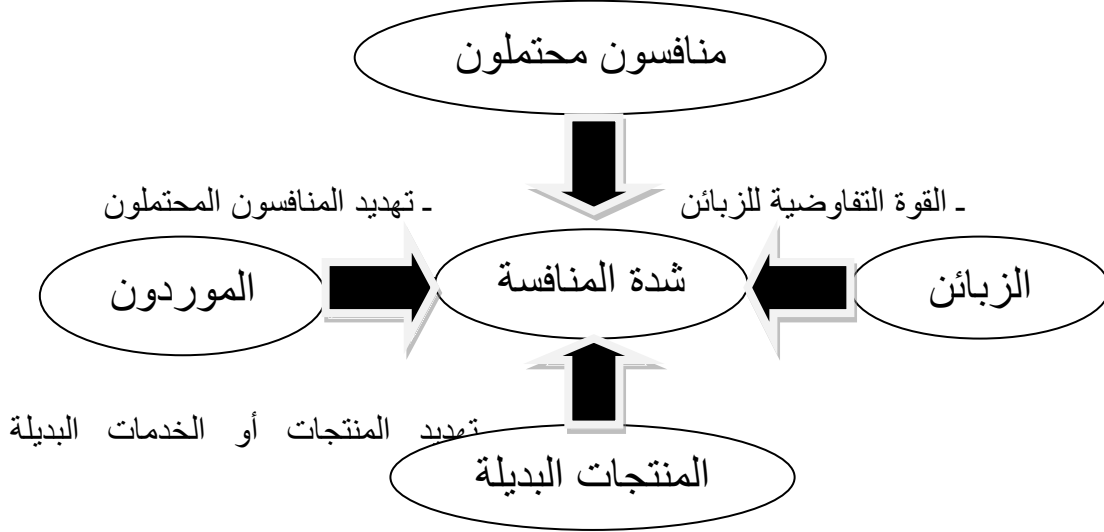 منافسون محتملون
ـ القوة التفاوضية للزبائن
ـ تهديد المنافسون المحتملون
الزبائن
شدة المنافسة
الموردون
تهديد المنتجات أو الخدمات البديلة
المنتجات البديلة